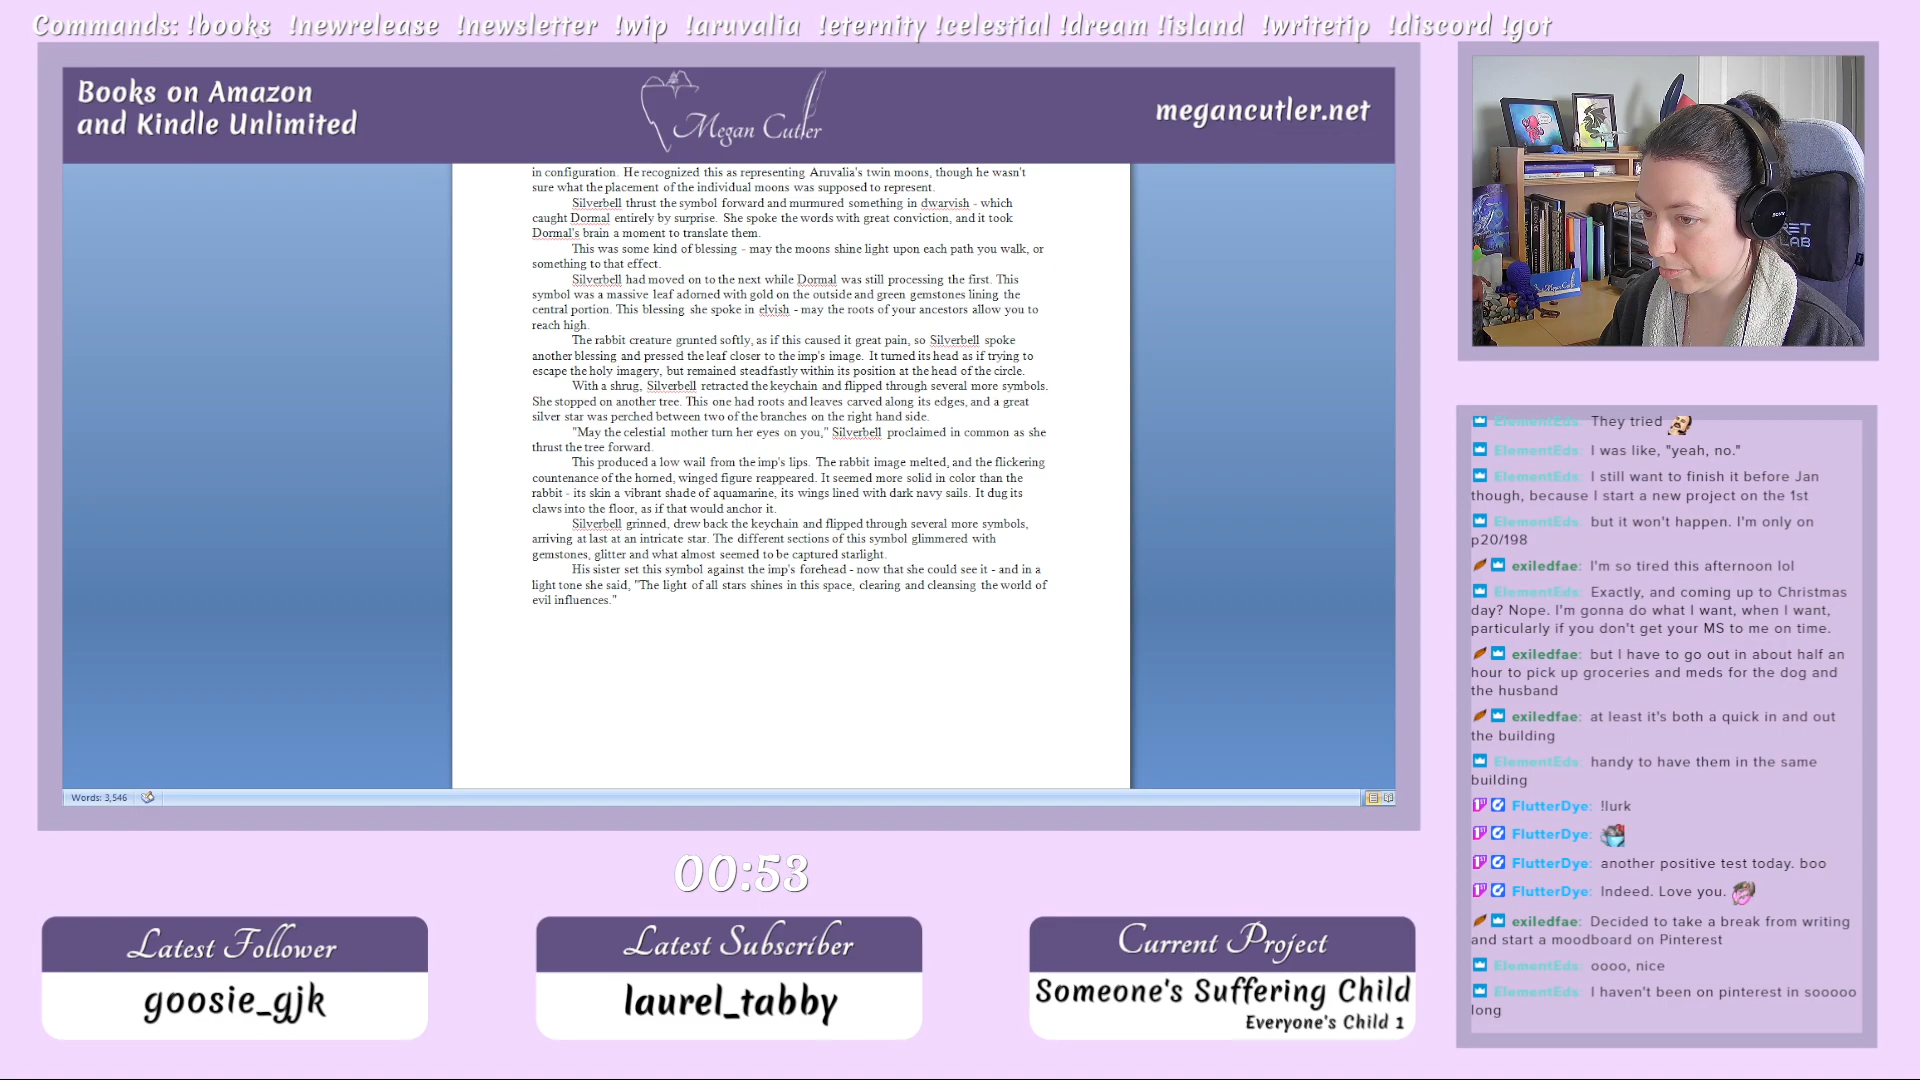 Commands: !books !newrelease !newsletter !wip !aruvalia !eternity !celestial !dream !island !writetip !discord !got
Books on Amazon
and Kindle Unlimited
Megan Cutler
megancutler.net
in configuration. He recognized this as representing Aruvalia's twin moons, though he wasn't
sure what the placement of the individual moons was supposed to represent.
Silverbell thrust the symbol forward and murmured something in dwarvish - which
caught Dormal entirely by surprise. She spoke the words with great conviction, and it took
Dormal's brain a moment to translate them.
This was some kind of blessing - may the moons shine light upon each path you walk, or
something to that effect.
Silverbell had moved on to the next while Dormal was still processing the first. This
symbol was a massive leaf adorned with gold on the outside and green gemstones lining the
central portion. This blessing she spoke in elvish - may the roots of your ancestors allow you to
reach high.
The rabbit creature grunted softly, as if this caused it great pain, so Silverbell spoke
another blessing and pressed the leaf closer to the imp's image. It turned its head as if trying to
escape the holy imagery, but remained steadfastly within its position at the head of the circle.
With a shrug, Silverbell retracted the keychain and flipped through several more symbols.
She stopped on another tree. This one had roots and leaves carved along its edges, and a great
silver star was perched between two of the branches on the right hand side.
"May the celestial mother turn her eyes on you," Silverbell proclaimed in common as she
thrust the tree forward.
This produced a low wail from the imp's lips. The rabbit image melted, and the flickering
countenance of the horned, winged figure reappeared. It seemed more solid in color than the
rabbit - its skin a vibrant shade of aquamarine, its wings lined with dark navy sails. It dug its
claws into the floor, as if that would anchor it.
Silverbell grinned, drew back the keychain and flipped through several more symbols,
arriving at last at an intricate star. The different sections of this symbol glimmered with
gemstones, glitter and what almost seemed to be captured starlight.
His sister set this symbol against the imp's forehead - now that she could see it - and in a
light tone she said, "The light of all stars shines in this space, clearing and cleansing the world of
evil influences."
Words: 3,546
00:53
Latest Follower
goosie_gjk
Latest Subscriber
laurel_tabby
Current Project
Someone's Suffering Child
Everyone's Child 1
ElementEds: They tried
ElementEds: I was like, "yeah, no."
ElementEds: I still want to finish it before Jan
though, because I start a new project on the 1st
ElementEds: but it won't happen. I'm only on
p20/198
exiledfae: I'm so tired this afternoon lol
ElementEds: Exactly, and coming up to Christmas
day? Nope. I'm gonna do what I want, when I want,
particularly if you don't get your MS to me on time.
exiledfae: but I have to go out in about half an
hour to pick up groceries and meds for the dog and
the husband
exiledfae: at least it's both a quick in and out
the building
ElementEds: handy to have them in the same
building
FlutterDye: !lurk
FlutterDye:
FlutterDye: another positive test today. boo
FlutterDye: Indeed. Love you.
exiledfae: Decided to take a break from writing
and start a moodboard on Pinterest
ElementEds: oooo, nice
ElementEds: I haven't been on pinterest in sooooo
long